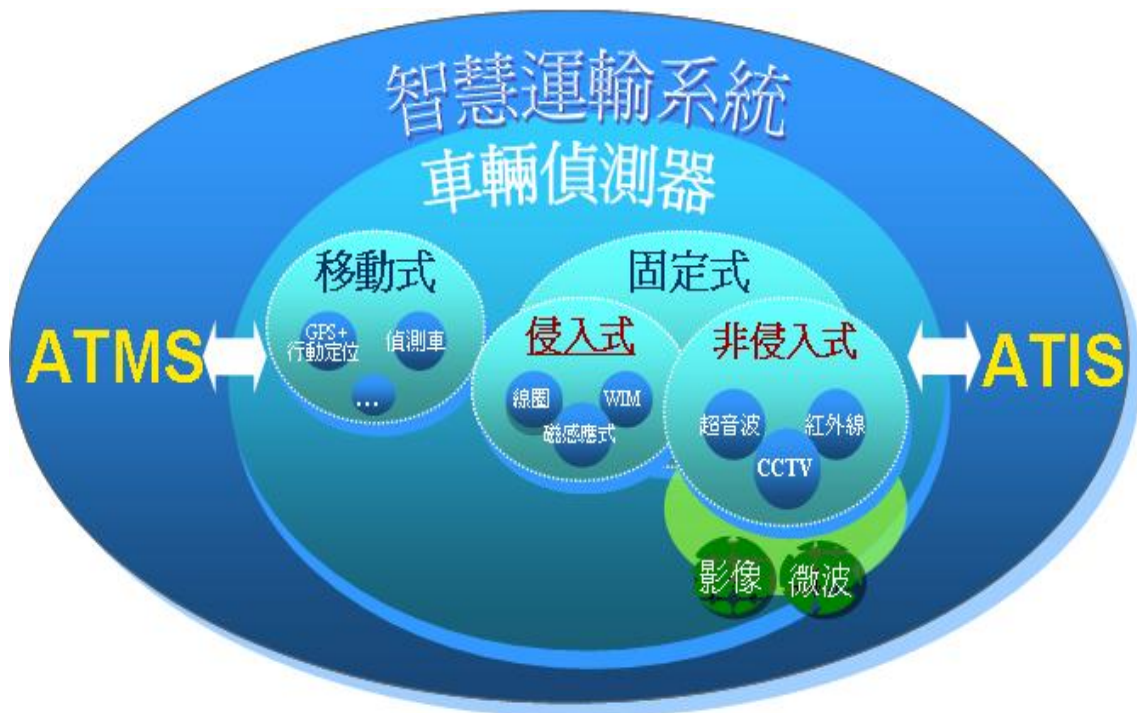 智慧運輸系統
車輛偵測器
移動式
固定式
GPS+
行動定位
偵測車
...
侵入式
線圈
WIM
磁感應式
非侵入式
超音波
紅外線
CCTV
...
影像
微波
ATMS
ATIS